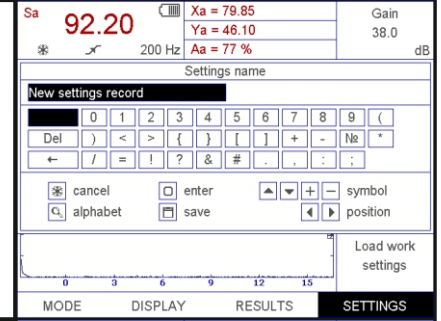 Sa
92.20
200 Hz
Xa = 79.85
Ya = 46.10
Aa = 77 %
Gain
38.0
dB
Settings name
New settings record
0 1 2 3 4 5 6 7 8 9 (
Del ) < > { } [ ] + - № *
← / = ! ? & # . , : ;
cancel enter + − symbol
alphabet save position
0 3 6 9 12 15
Load work
settings
MODE DISPLAY RESULTS SETTINGS